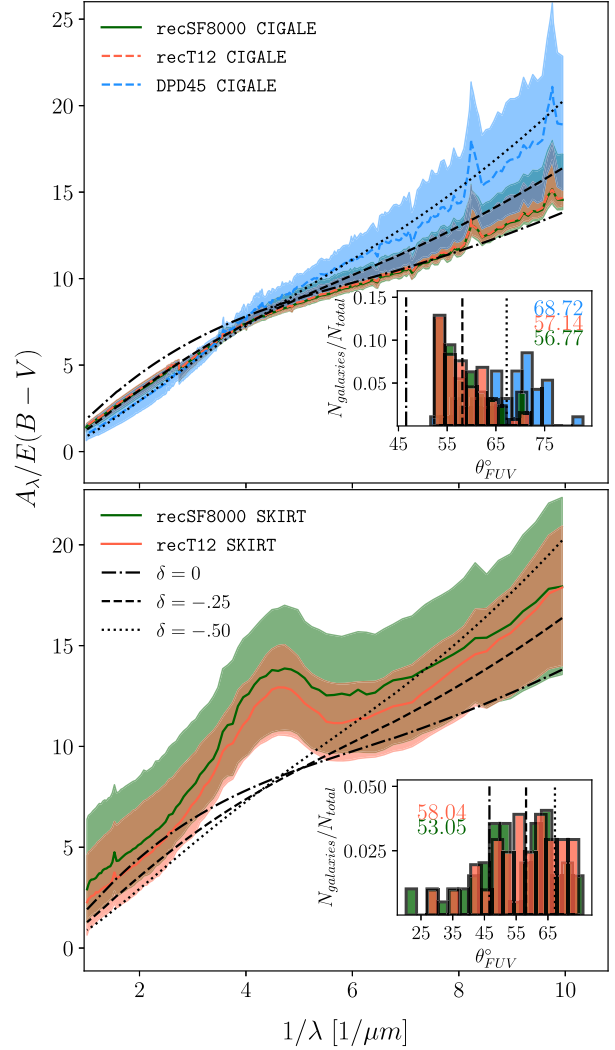 25
20
15
10
5
0
recSF8000 CIGALE
recT12 CIGALE
DPD45 CIGALE
A_λ/E(B − V)
0.15
0.10
0.05
N_galaxies/N_total
68.72
57.14
56.77
45 55 65 75
θ°_FUV
20
15
10
5
0
recSF8000 SKIRT
recT12 SKIRT
δ = 0
δ = −.25
δ = −.50
0.050
0.025
N_galaxies/N_total
58.04
53.05
25 35 45 55 65
θ°_FUV
2 4 6 8 10
1/λ [1/μm]